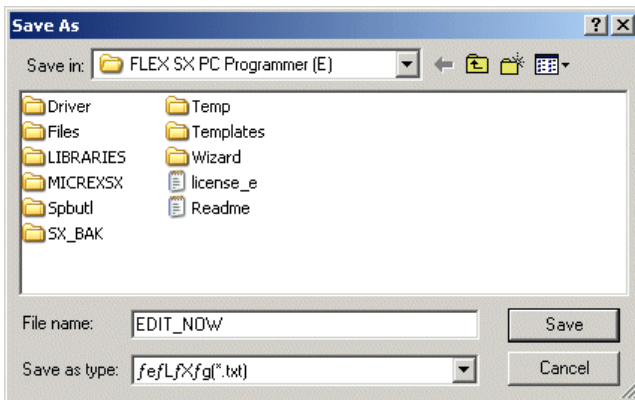 Save As
Save in: FLEX SX PC Programmer (E)
Driver Temp
Files Templates
LIBRARIES Wizard
MICREXSX license_e
Spbutl Readme
SX_BAK
File name: EDIT_NOW Save
Save as type: ƒeƒLƒXƒg(*.txt) Cancel